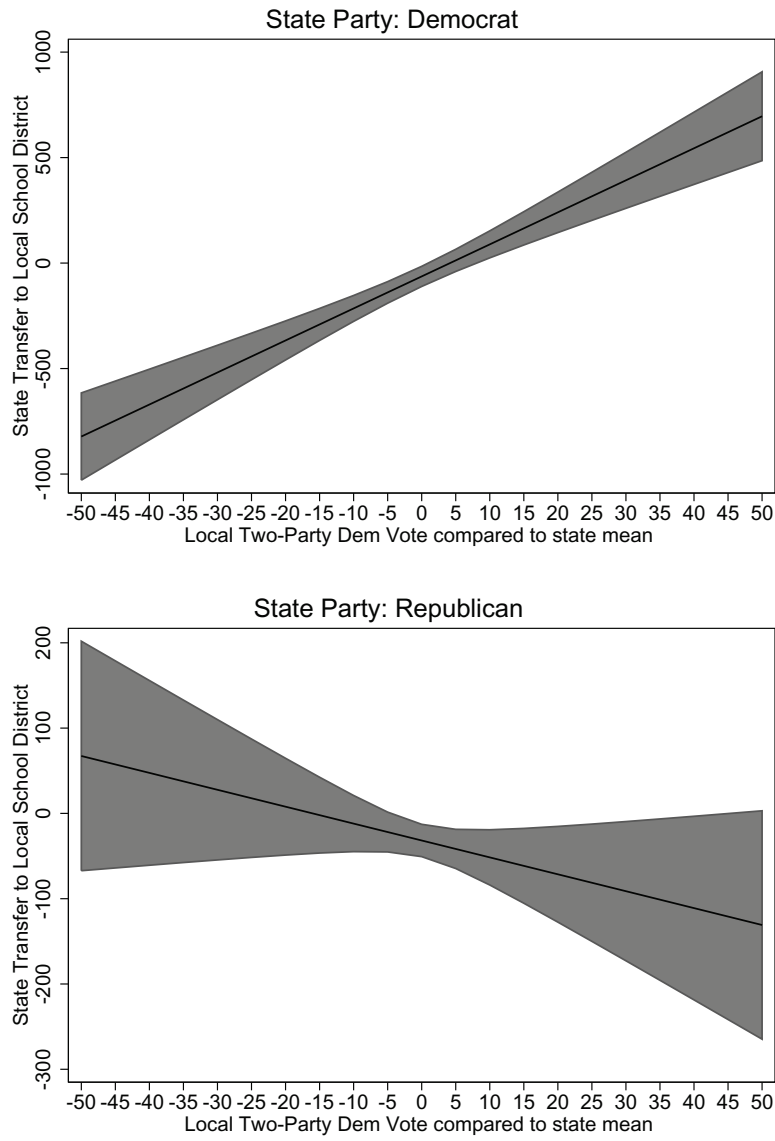 State Party: Democrat
State Transfer to Local School District
1000
500
0
-500
-1000
-50 -45 -40 -35 -30 -25 -20 -15 -10 -5 0 5 10 15 20 25 30 35 40 45 50
Local Two-Party Dem Vote compared to state mean
State Party: Republican
State Transfer to Local School District
200
100
0
-100
-200
-300
-50 -45 -40 -35 -30 -25 -20 -15 -10 -5 0 5 10 15 20 25 30 35 40 45 50
Local Two-Party Dem Vote compared to state mean